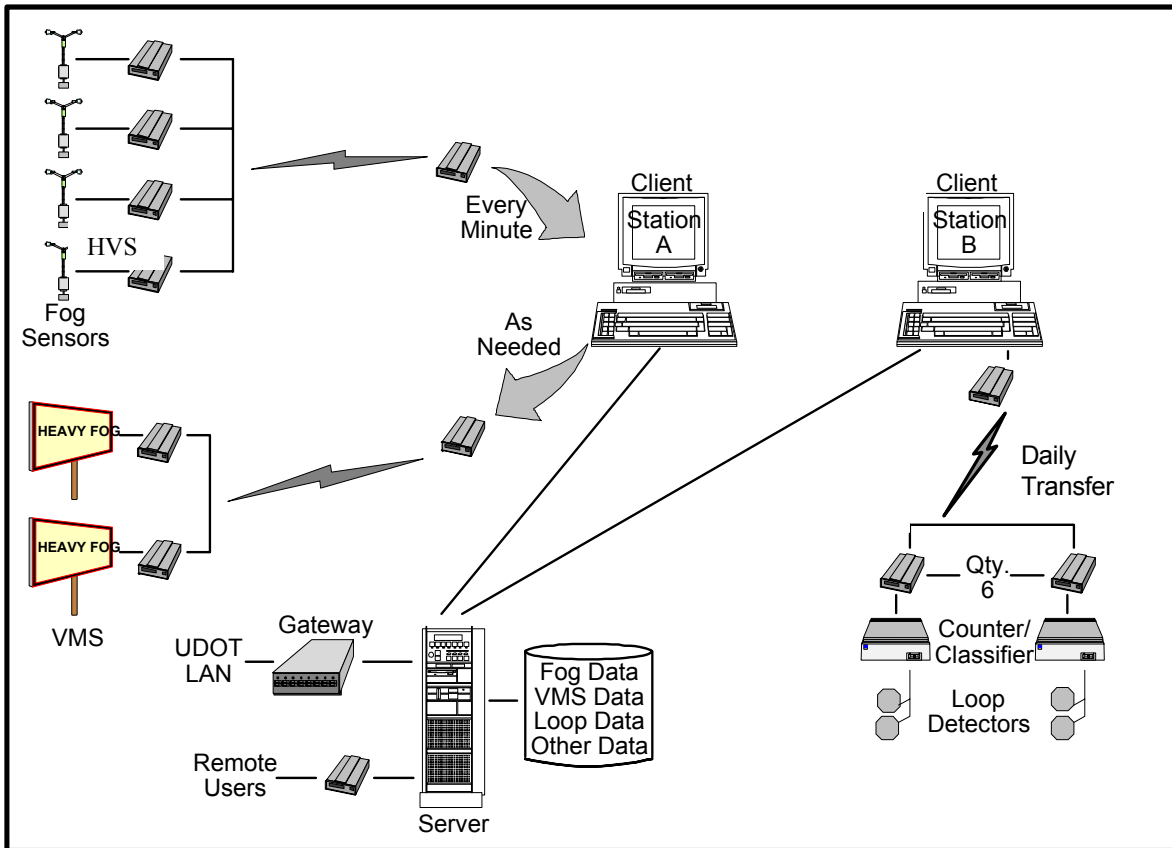 HVS
Fog
Sensors
Every
Minute
Client
Station
A
Client
Station
B
As
Needed
HEAVY FOG
HEAVY FOG
VMS
Daily
Transfer
Qty.
6
Counter/
Classifier
Loop
Detectors
UDOT
LAN
Gateway
Fog Data
VMS Data
Loop Data
Other Data
Remote
Users
Server